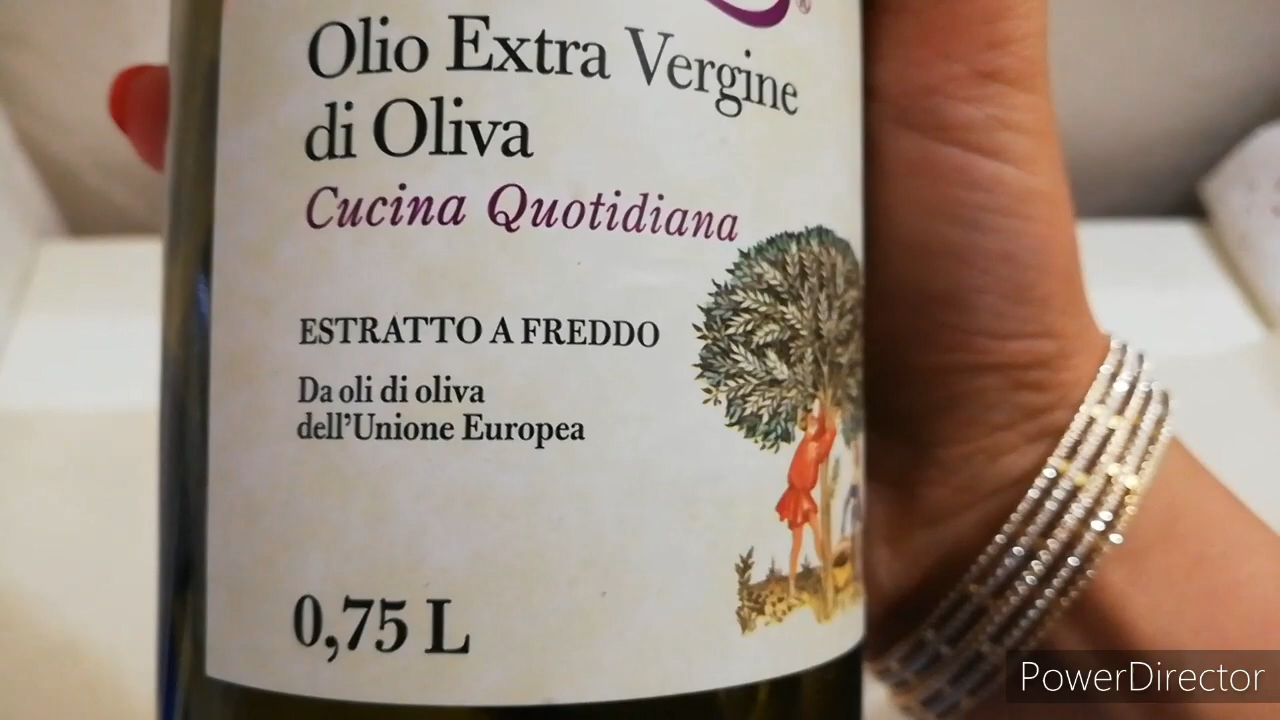 ®
Olio Extra Vergine
di Oliva
Cucina Quotidiana
ESTRATTO A FREDDO
Da oli di oliva
dell'Unione Europea
0,75 L
PowerDirector